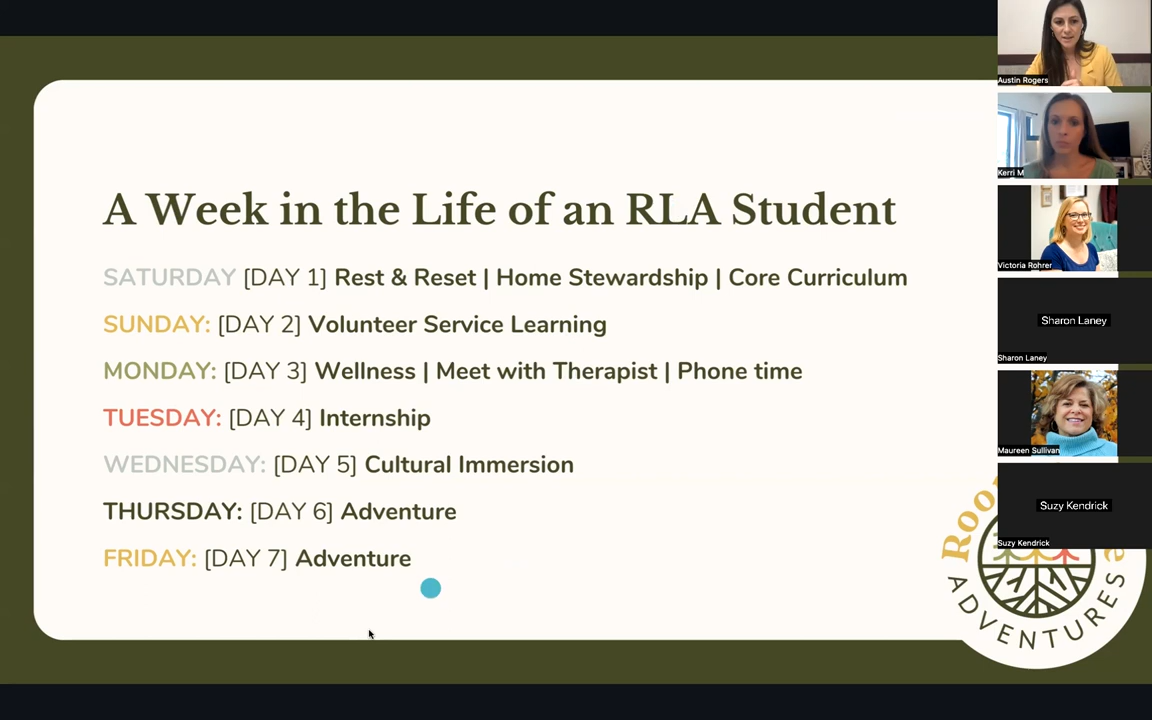 A Week in the Life of an RLA Student
SATURDAY [DAY 1] Rest & Reset | Home Stewardship | Core Curriculum
SUNDAY: [DAY 2] Volunteer Service Learning
MONDAY: [DAY 3] Wellness | Meet with Therapist | Phone time
TUESDAY: [DAY 4] Internship
WEDNESDAY: [DAY 5] Cultural Immersion
THURSDAY: [DAY 6] Adventure
FRIDAY: [DAY 7] Adventure
Austin Rogers
Kerri M
Victoria Rohrer
Sharon Laney
Sharon Laney
Maureen Sullivan
Suzy Kendrick
Suzy Kendrick
ADVENTURES